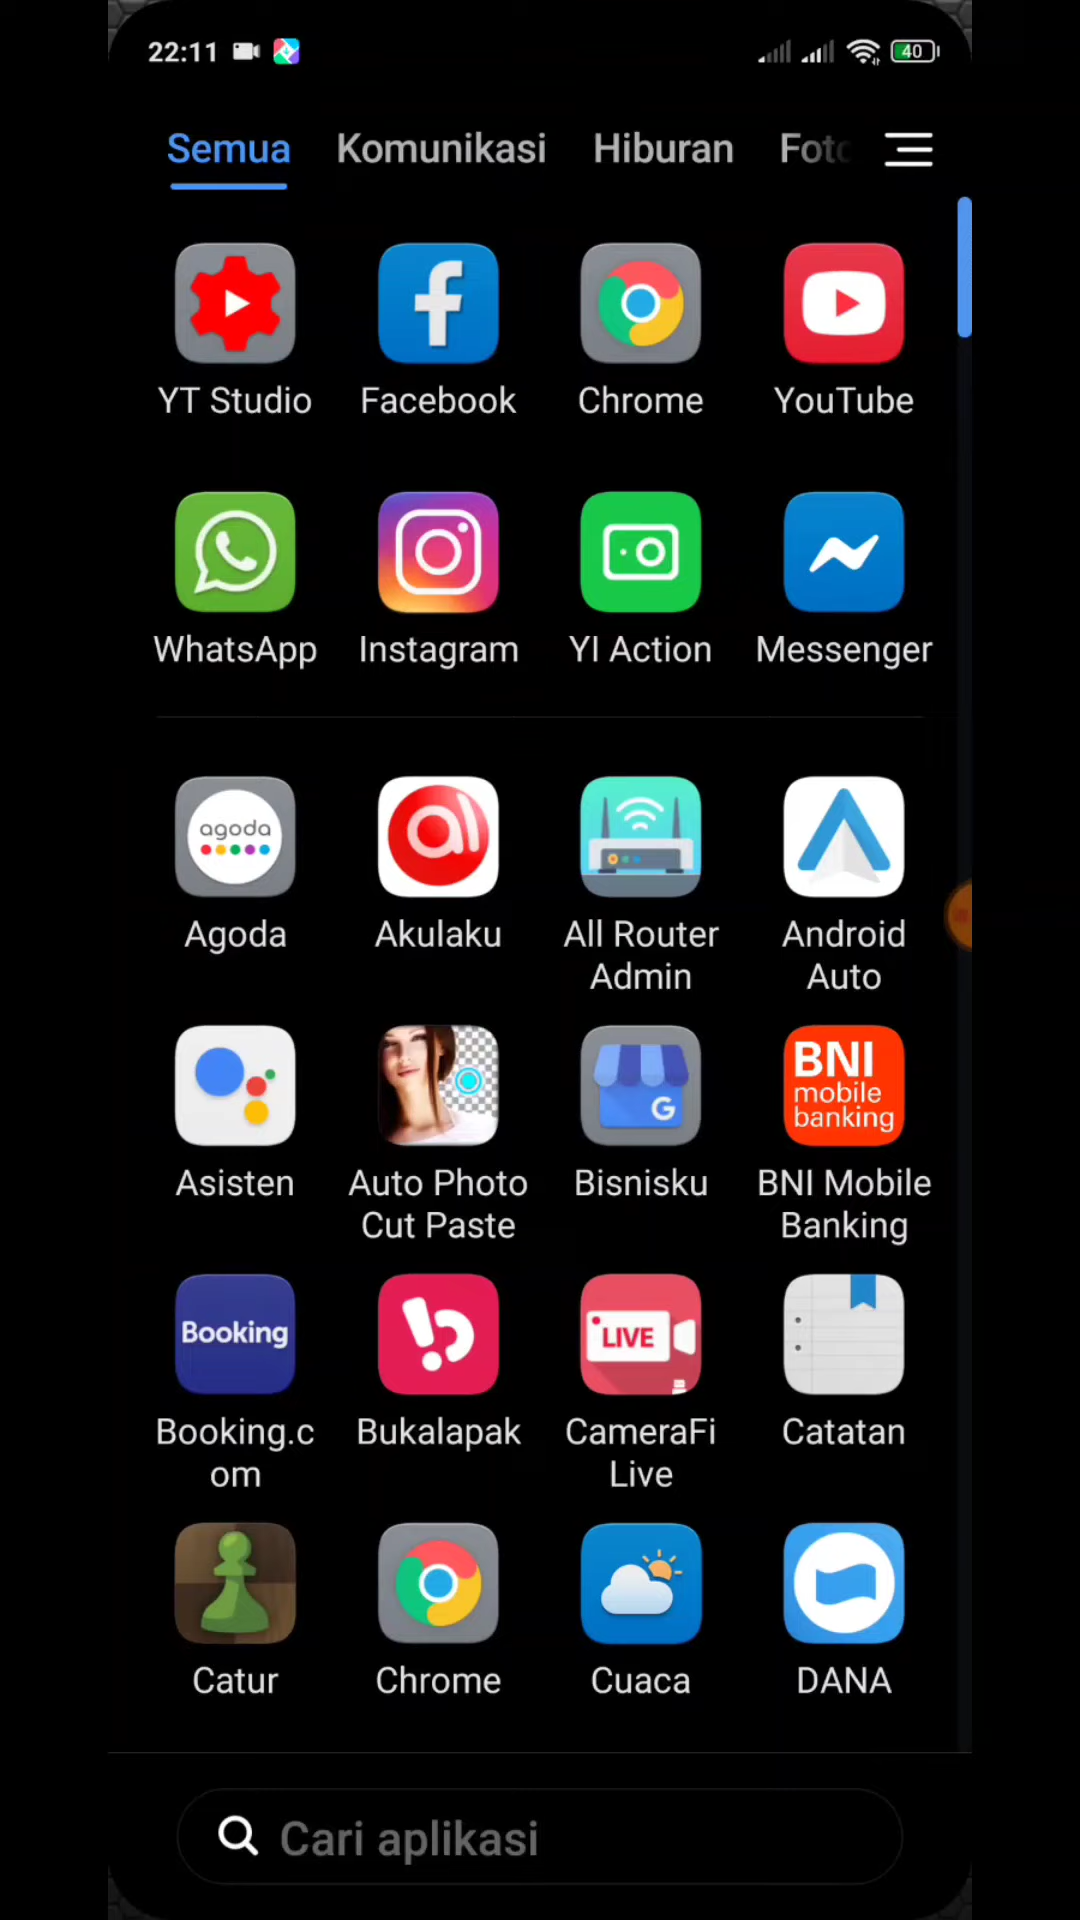 22:11
40
Semua Komunikasi Hiburan Foto
YT Studio Facebook Chrome YouTube
WhatsApp Instagram YI Action Messenger
agoda
Agoda Akulaku All Router Admin Android Auto
BNI
mobile
banking
G
Asisten Auto Photo Cut Paste Bisnisku BNI Mobile Banking
Booking
LIVE
Booking.com Bukalapak CameraFi Live Catatan
Catur Chrome Cuaca DANA
Cari aplikasi